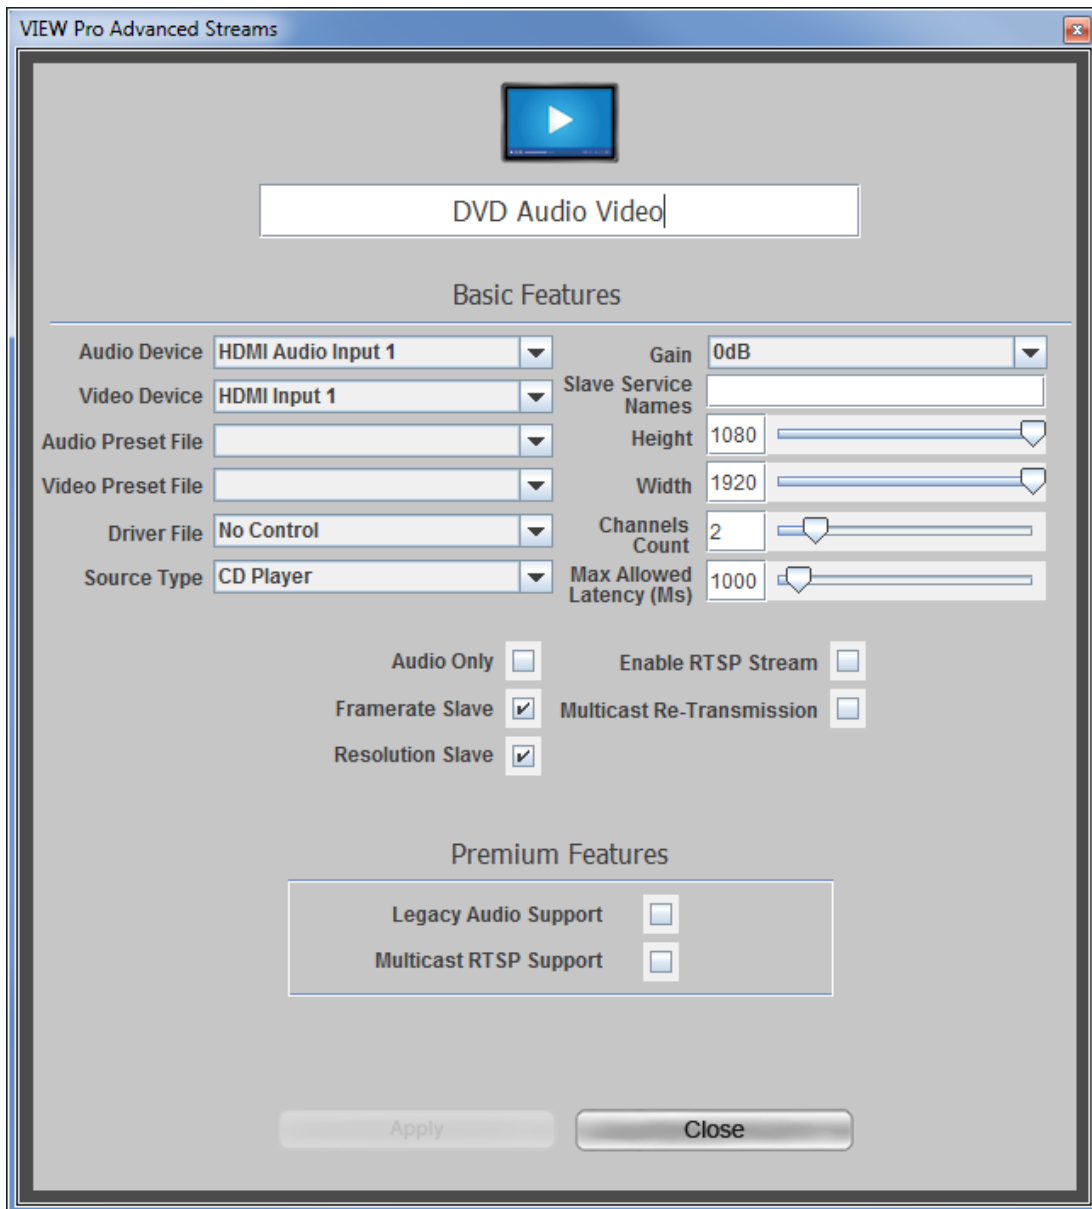 VIEW Pro Advanced Streams
DVD Audio Video
Basic Features
Audio Device HDMI Audio Input 1
Gain 0dB
Video Device HDMI Input 1
Slave Service
Names
Audio Preset File
Height 1080
Video Preset File
Width 1920
Driver File No Control
Channels
Count 2
Source Type CD Player
Max Allowed
Latency (Ms) 1000
Audio Only
Enable RTSP Stream
Framerate Slave
Multicast Re-Transmission
Resolution Slave
Premium Features
Legacy Audio Support
Multicast RTSP Support
Apply
Close